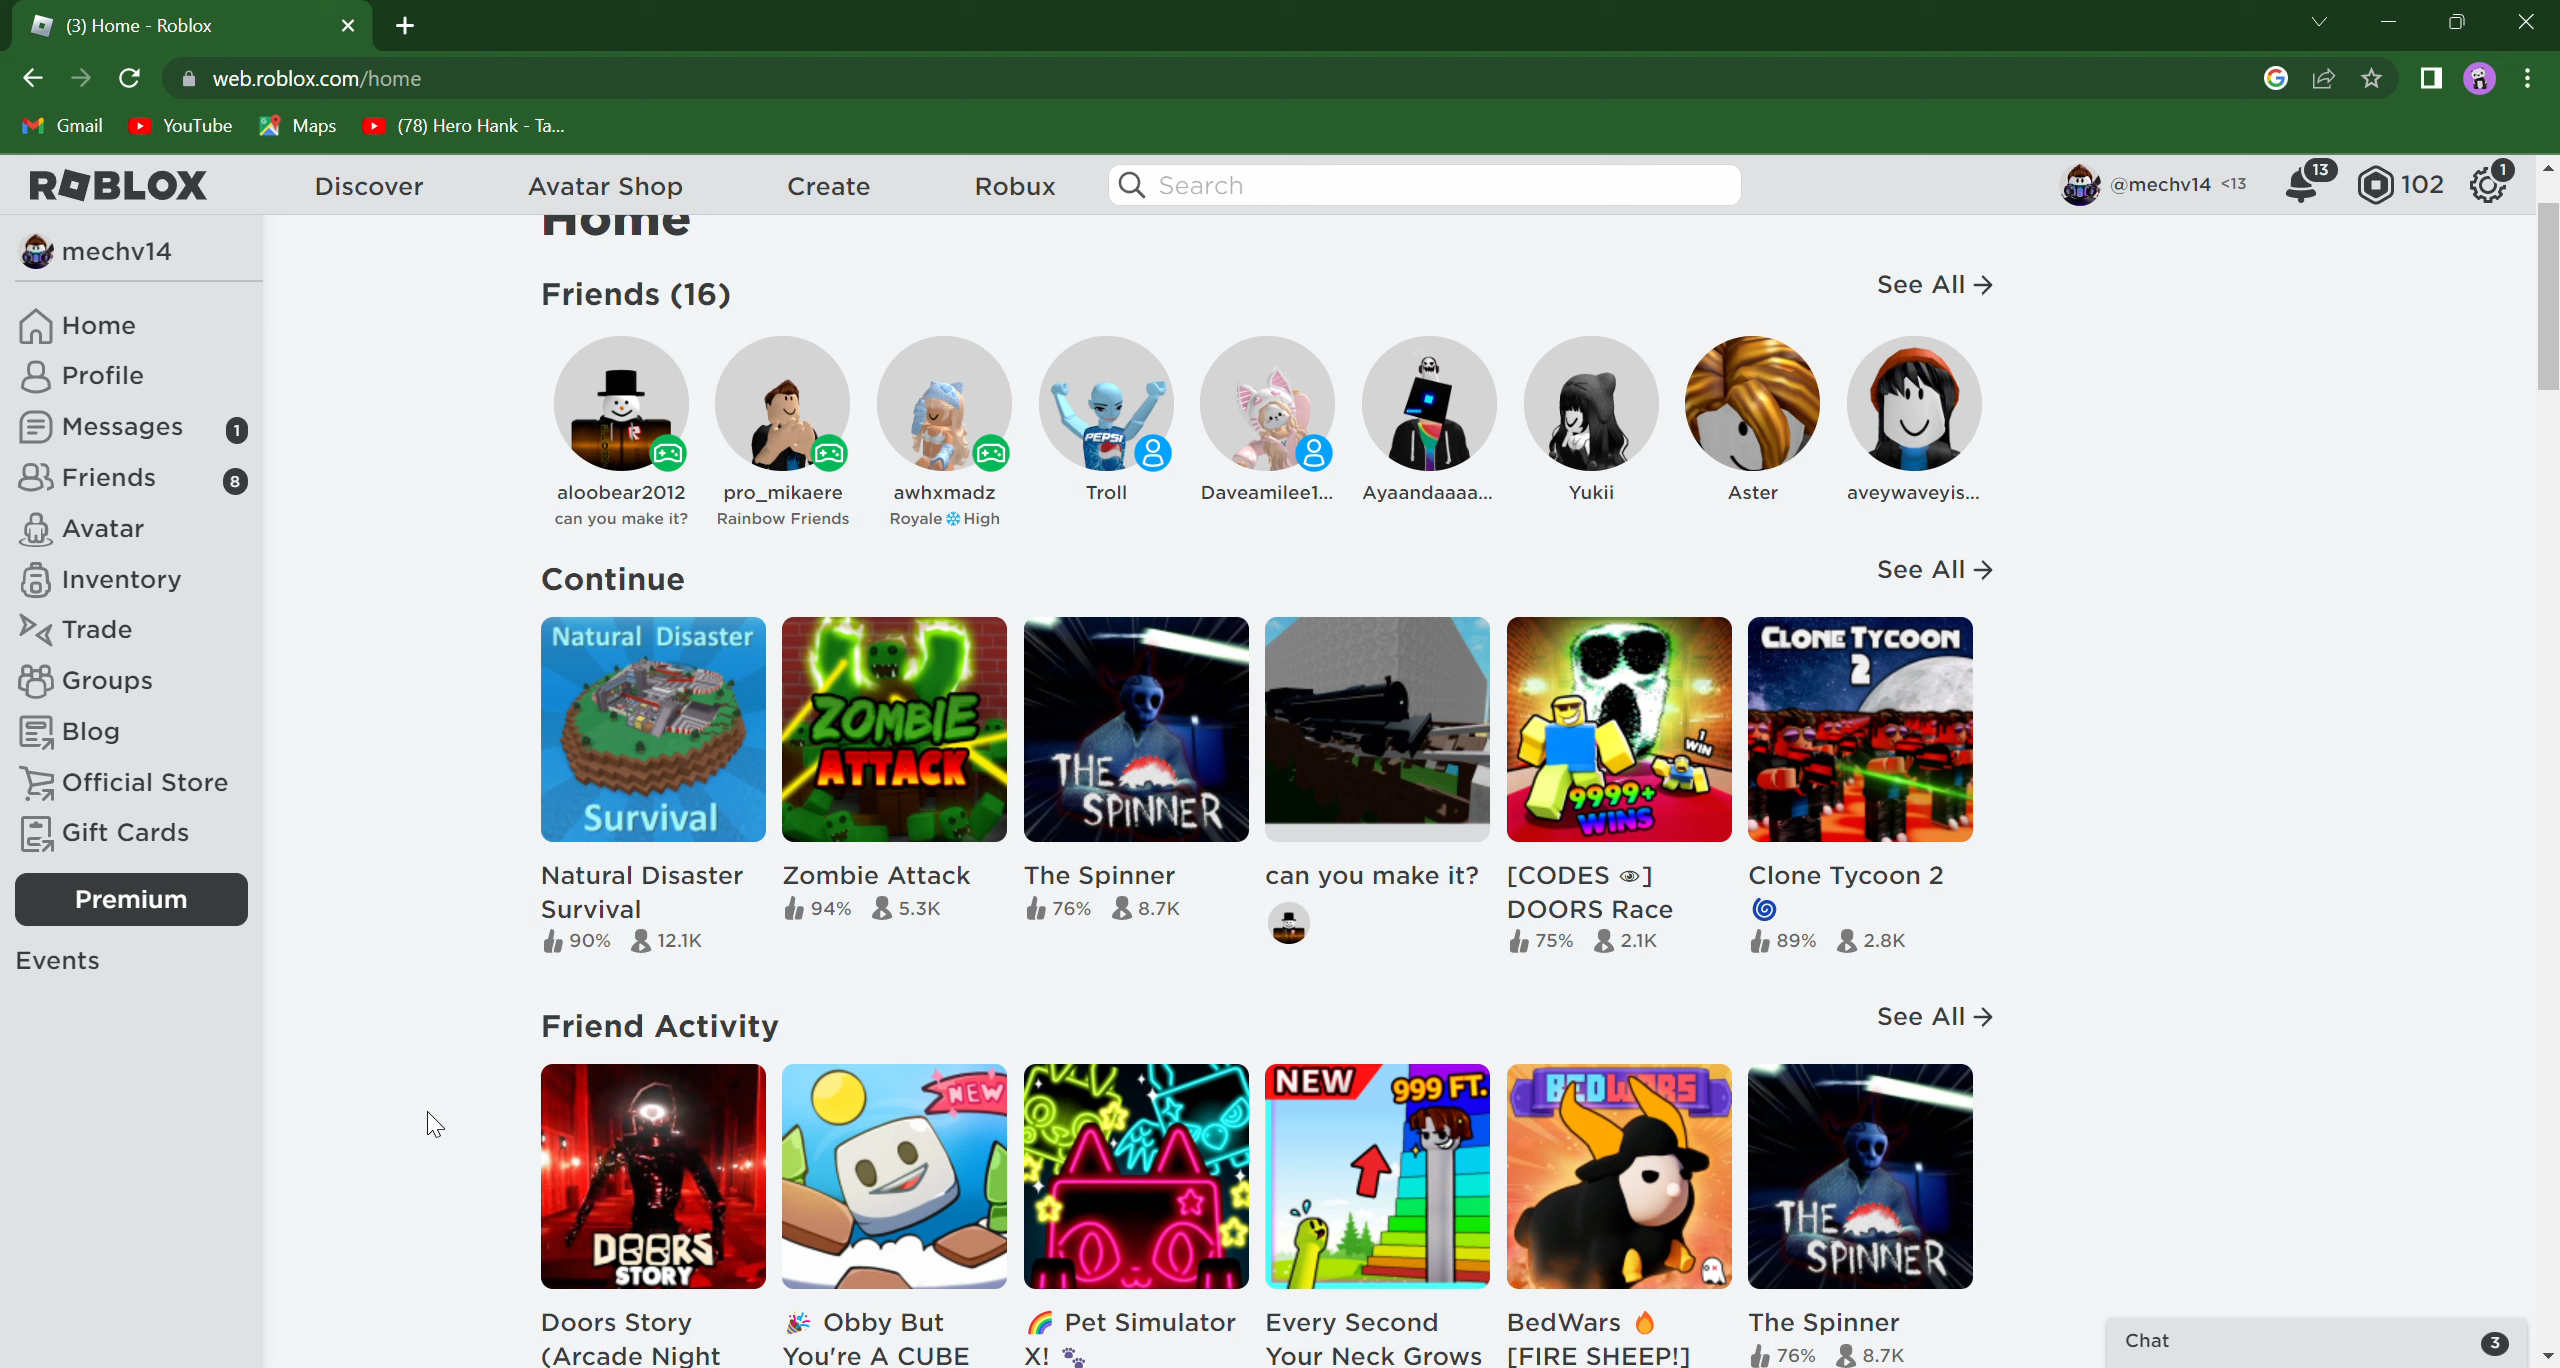 (3) Home - Roblox
web.roblox.com/home
Gmail YouTube Maps (78) Hero Hank - Ta...
ROBLOX Discover Avatar Shop Create Robux Search @mechv14 <13 13 102 1
mechv14
Home
Profile
Messages 1
Friends 8
Avatar
Inventory
Trade
Groups
Blog
Official Store
Gift Cards
Premium
Events
Home
Friends (16) See All →
aloobear2012 pro_mikaere awhxmadz Troll Daveamilee1... Ayaandaaaa... Yukii Aster aveywaveyis...
can you make it? Rainbow Friends Royale ❄ High
PEPSI
Continue See All →
Natural Disaster
Survival
ZOMBIE
ATTACK
THE
SPINNER
1
WIN
9999+
WINS
CLONE TYCOON
2
Natural Disaster
Survival
90% 12.1K
Zombie Attack
94% 5.3K
The Spinner
76% 8.7K
can you make it?
[CODES 👁]
DOORS Race
75% 2.1K
Clone Tycoon 2
🌀
89% 2.8K
Friend Activity See All →
DOORS
STORY
NEW
NEW 999 FT.
BEDWARS
THE
SPINNER
Doors Story
(Arcade Night
🎉 Obby But
You're A CUBE
🌈 Pet Simulator
X! 🐾
Every Second
Your Neck Grows
BedWars 🔥
[FIRE SHEEP!]
The Spinner
76% 8.7K
Chat 3